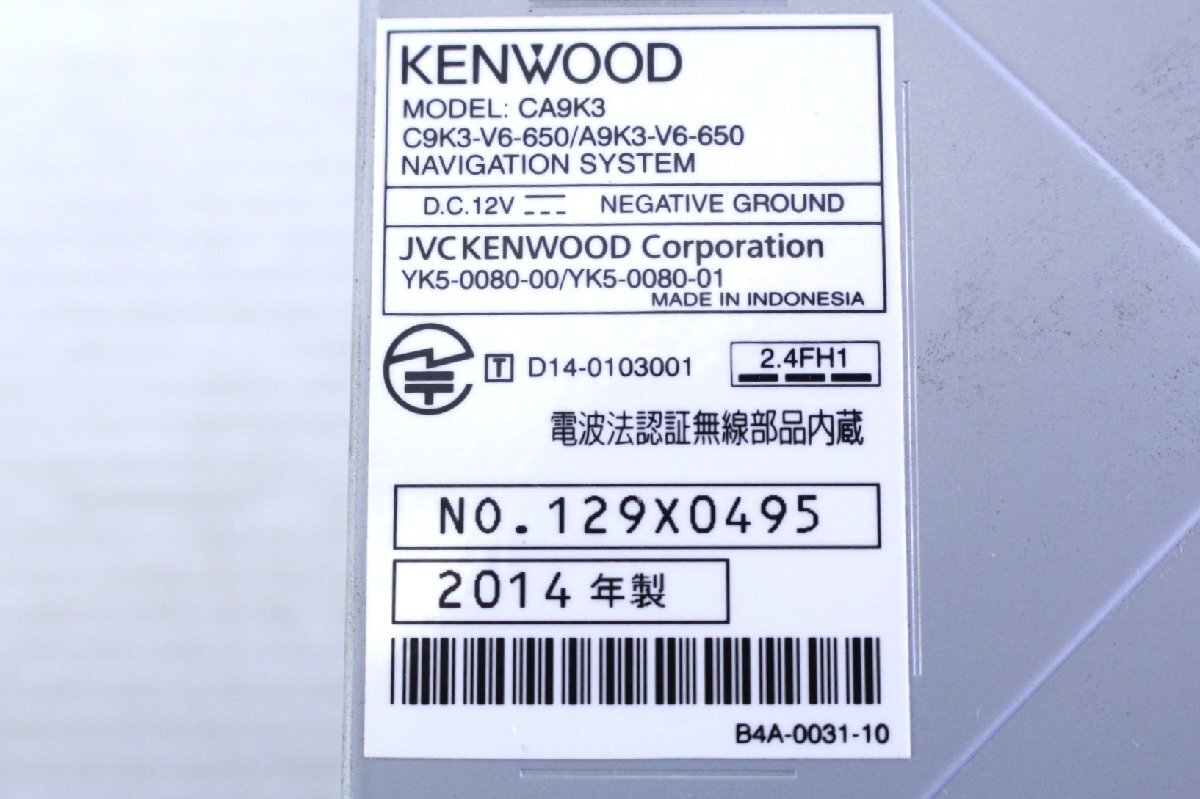 KENWOOD
MODEL: CA9K3
C9K3-V6-650/A9K3-V6-650
NAVIGATION SYSTEM
D.C.12V NEGATIVE GROUND
JVCKENWOOD Corporation
YK5-0080-00/YK5-0080-01
MADE IN INDONESIA
T D14-0103001 2.4FH1
電波法認証無線部品内蔵
NO.129X0495
2014 年製
B4A-0031-10